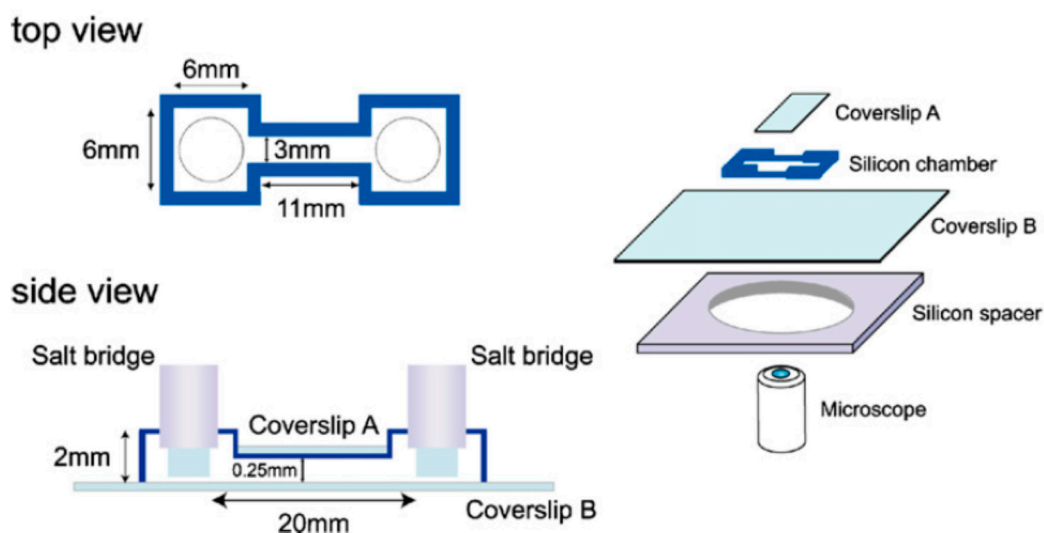 top view
6mm
6mm
3mm
11mm
side view
Salt bridge
Salt bridge
Coverslip A
2mm
0.25mm
20mm
Coverslip B
Coverslip A
Silicon chamber
Coverslip B
Silicon spacer
Microscope